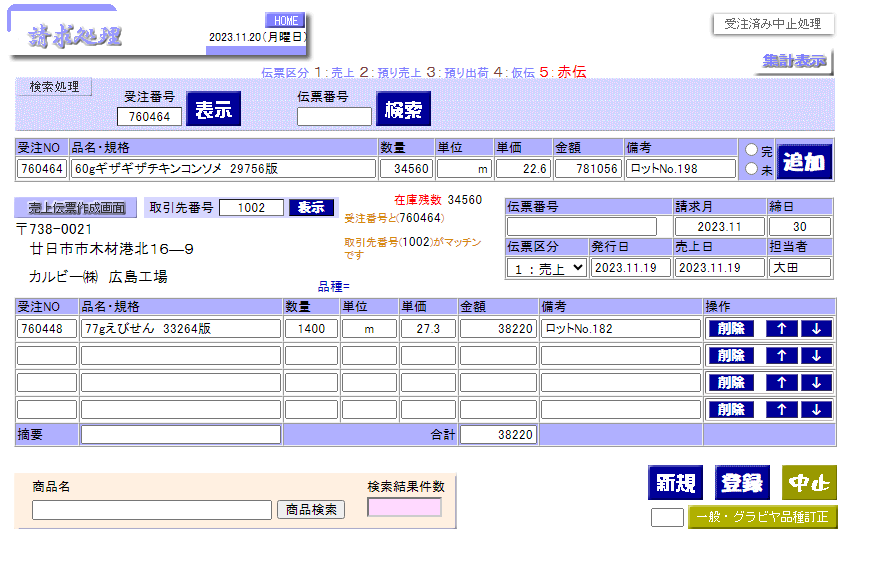 請求処理
HOME
2023.11.20(月曜日)
受注済み中止処理
集計表示
伝票区分 1:売上 2:預り売上 3:預り出荷 4:仮伝 5:赤伝
検索処理
受注番号 伝票番号
760464 表示 検索
受注NO 品名・規格 数量 単位 単価 金額 備考
760464 60gギザギザチキンコンソメ 29756版 34560 m 22.6 781056 ロットNo.198
完
未
追加
売上伝票作成画面 取引先番号 1002 表示
在庫残数 34560
受注番号と(760464)
取引先番号(1002)がマッチン
です
〒738-0021
廿日市市木材港北16―9
カルビー㈱ 広島工場
品種=
伝票番号 請求月 締日
2023.11 30
伝票区分 発行日 売上日 担当者
1:売上 2023.11.19 2023.11.19 大田
受注NO 品名・規格 数量 単位 単価 金額 備考 操作
760448 77gえびせん 33264版 1400 m 27.3 38220 ロットNo.182 削除 ↑ ↓
削除 ↑ ↓
削除 ↑ ↓
削除 ↑ ↓
摘要 合計 38220
商品名 検索結果件数
商品検索
新規 登録 中止
一般・グラビヤ品種訂正